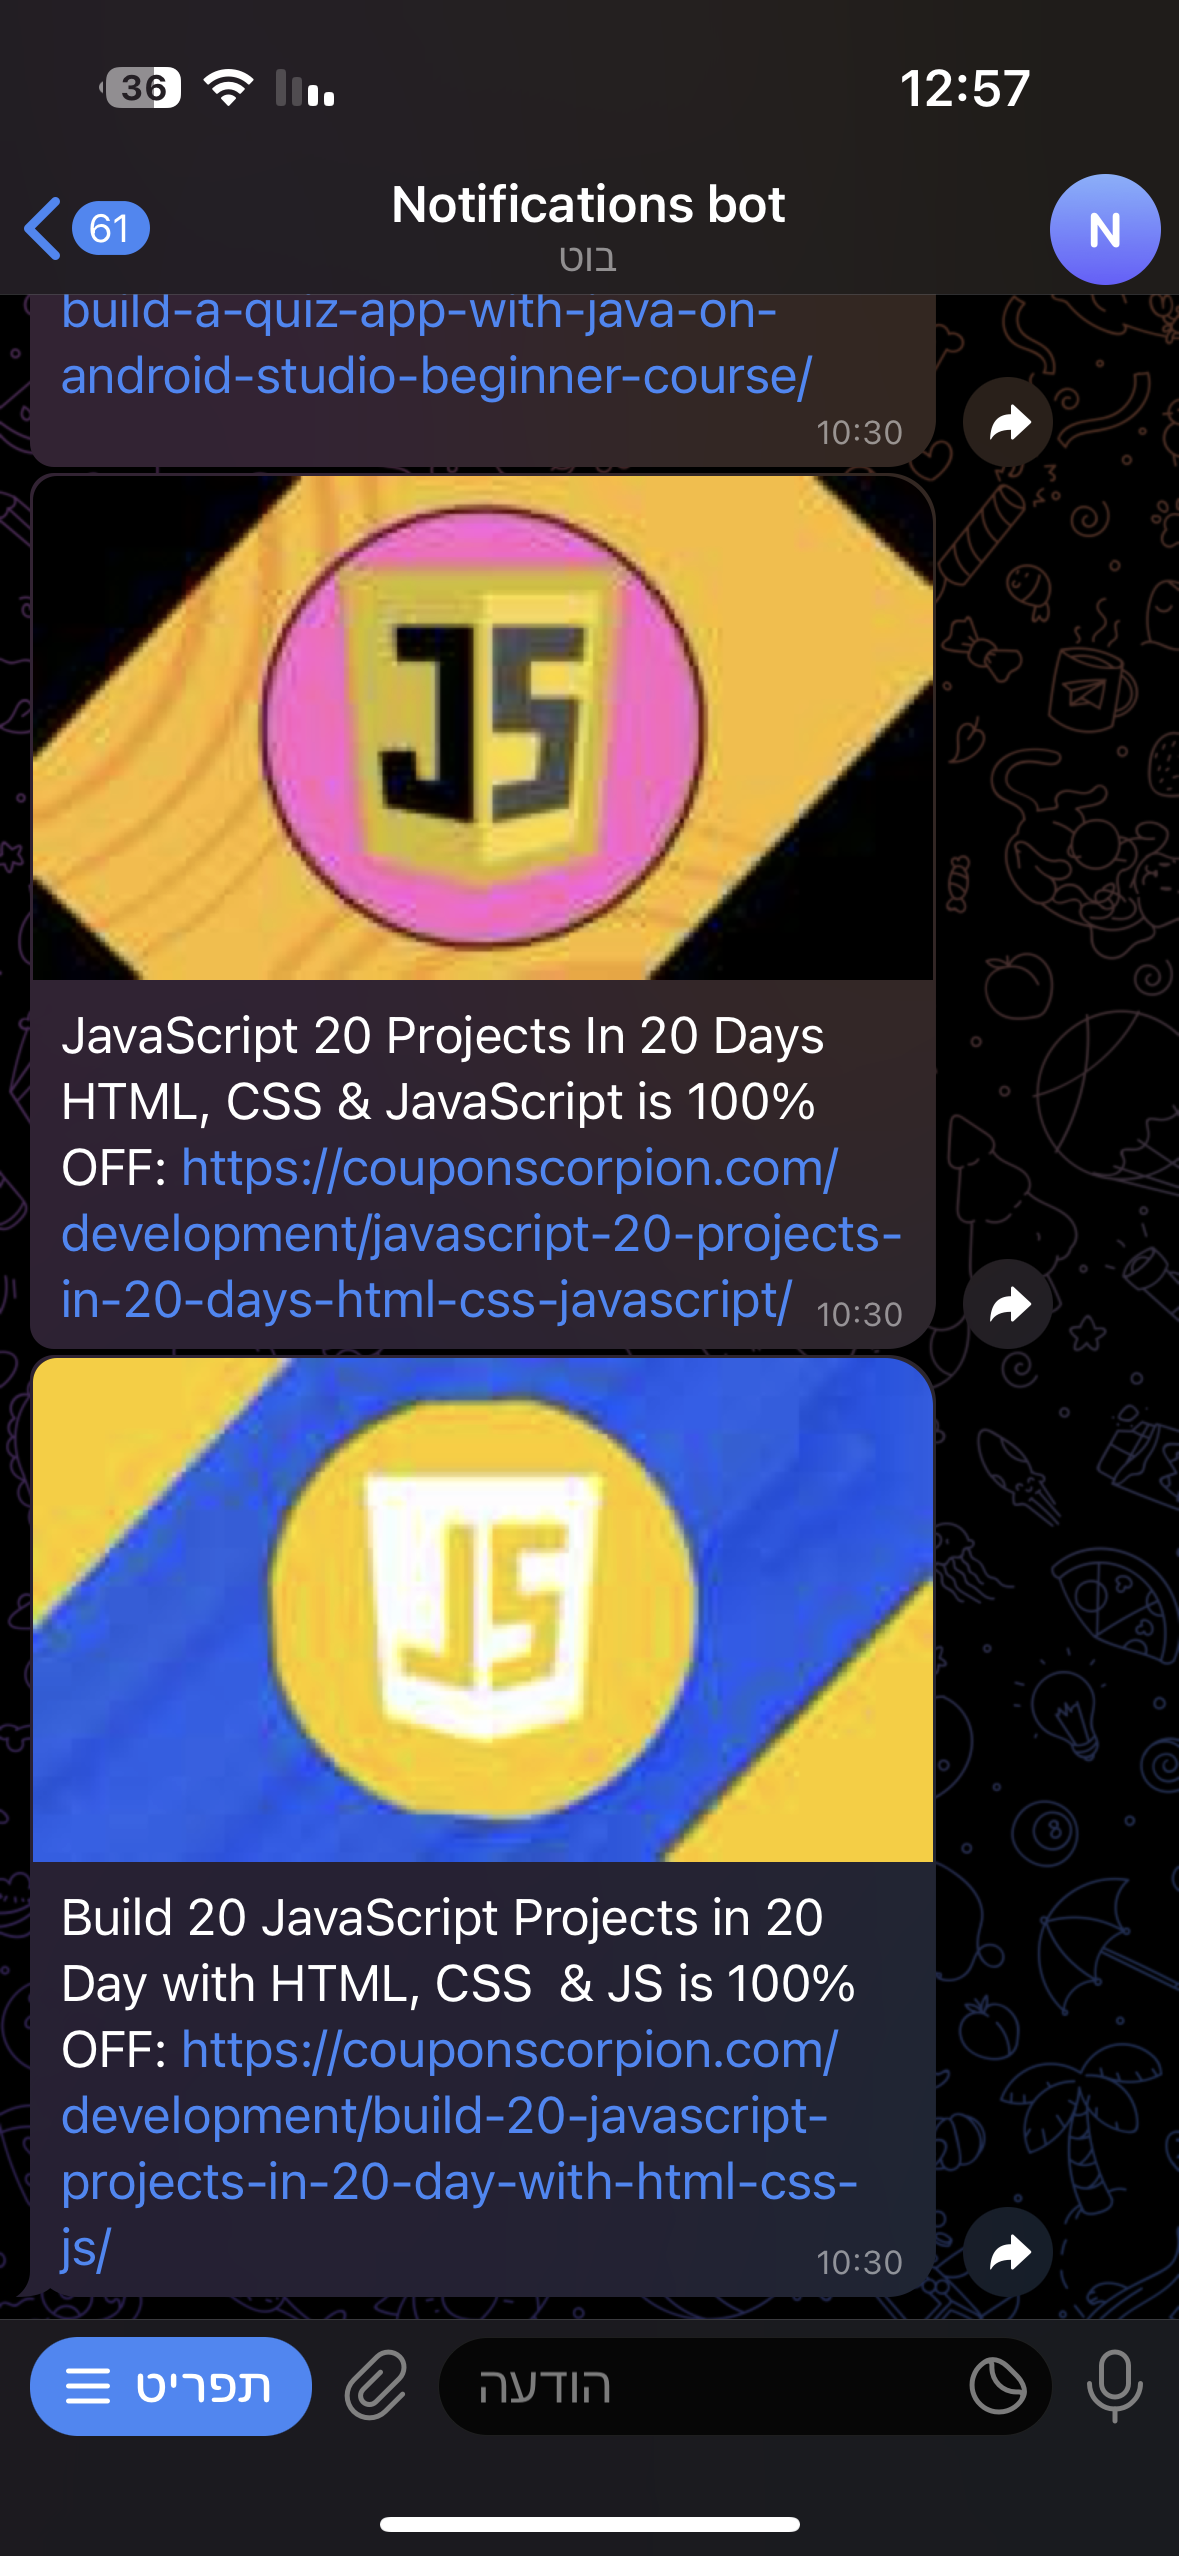 36
12:57
61
Notifications bot
בוט
N
build-a-quiz-app-with-java-on-
android-studio-beginner-course/
10:30
JS
JavaScript 20 Projects In 20 Days
HTML, CSS & JavaScript is 100%
OFF: https://couponscorpion.com/
development/javascript-20-projects-
in-20-days-html-css-javascript/
10:30
JS
Build 20 JavaScript Projects in 20
Day with HTML, CSS  & JS is 100%
OFF: https://couponscorpion.com/
development/build-20-javascript-
projects-in-20-day-with-html-css-
js/
10:30
תפריט
הודעה